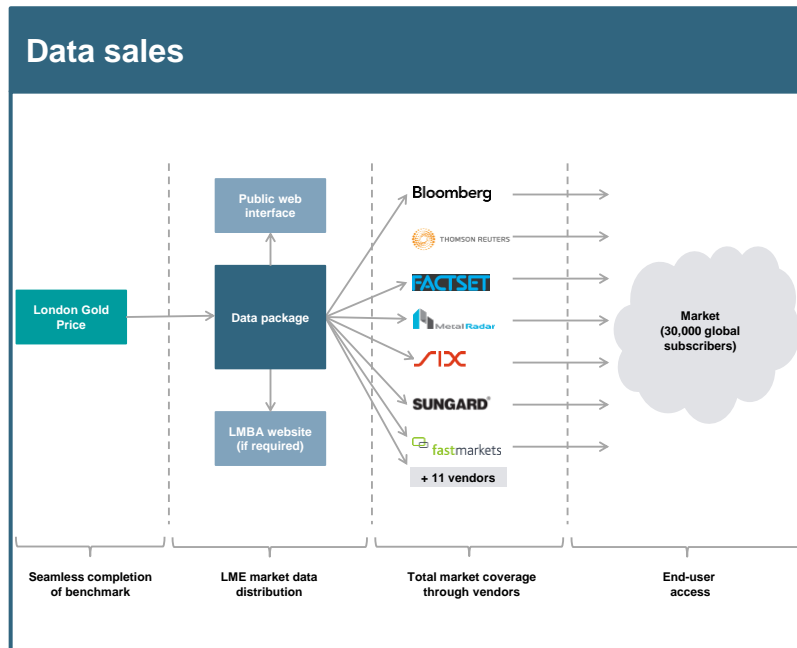 Data sales
Public web
interface
London Gold
Price
Data package
LMBA website
(if required)
Bloomberg
THOMSON REUTERS
FACTSET
MetalRadar
SIX
SUNGARD®
fastmarkets
+ 11 vendors
Market
(30,000 global
subscribers)
Seamless completion
of benchmark
LME market data
distribution
Total market coverage
through vendors
End-user
access